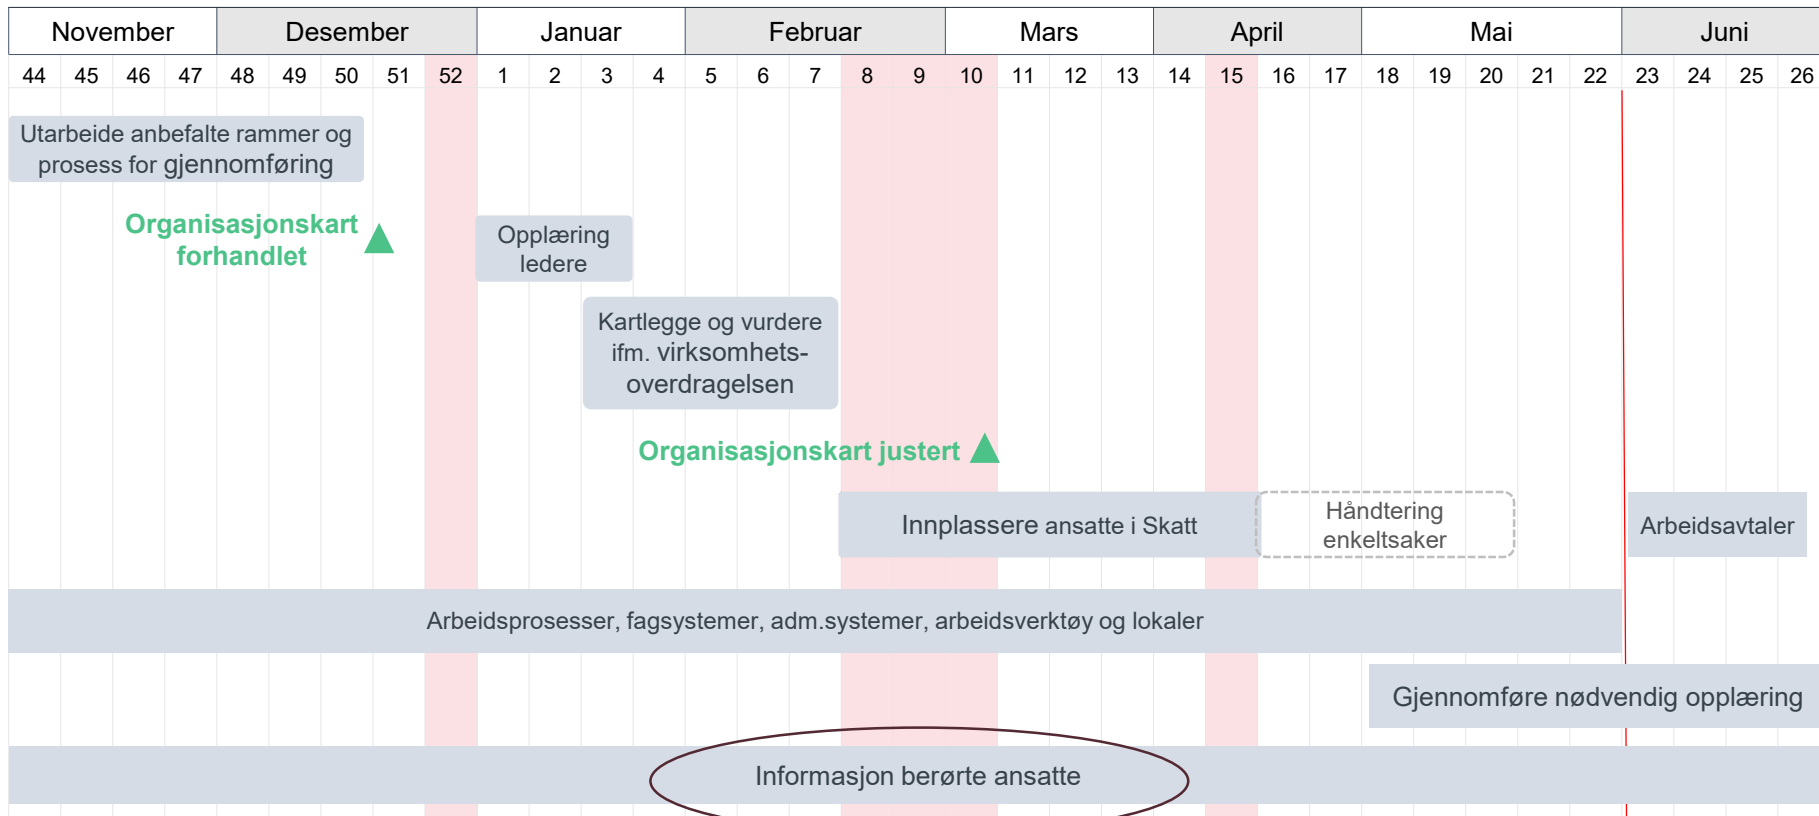 November Desember Januar Februar Mars April Mai Juni
44 45 46 47 48 49 50 51 52 1 2 3 4 5 6 7 8 9 10 11 12 13 14 15 16 17 18 19 20 21 22 23 24 25 26
Utarbeide anbefalte rammer og
prosess for gjennomføring
Organisasjonskart
forhandlet
Opplæring
ledere
Kartlegge og vurdere
ifm. virksomhets-
overdragelsen
Organisasjonskart justert
Innplassere ansatte i Skatt
Håndtering
enkeltsaker
Arbeidsavtaler
Arbeidsprosesser, fagsystemer, adm.systemer, arbeidsverktøy og lokaler
Gjennomføre nødvendig opplæring
Informasjon berørte ansatte